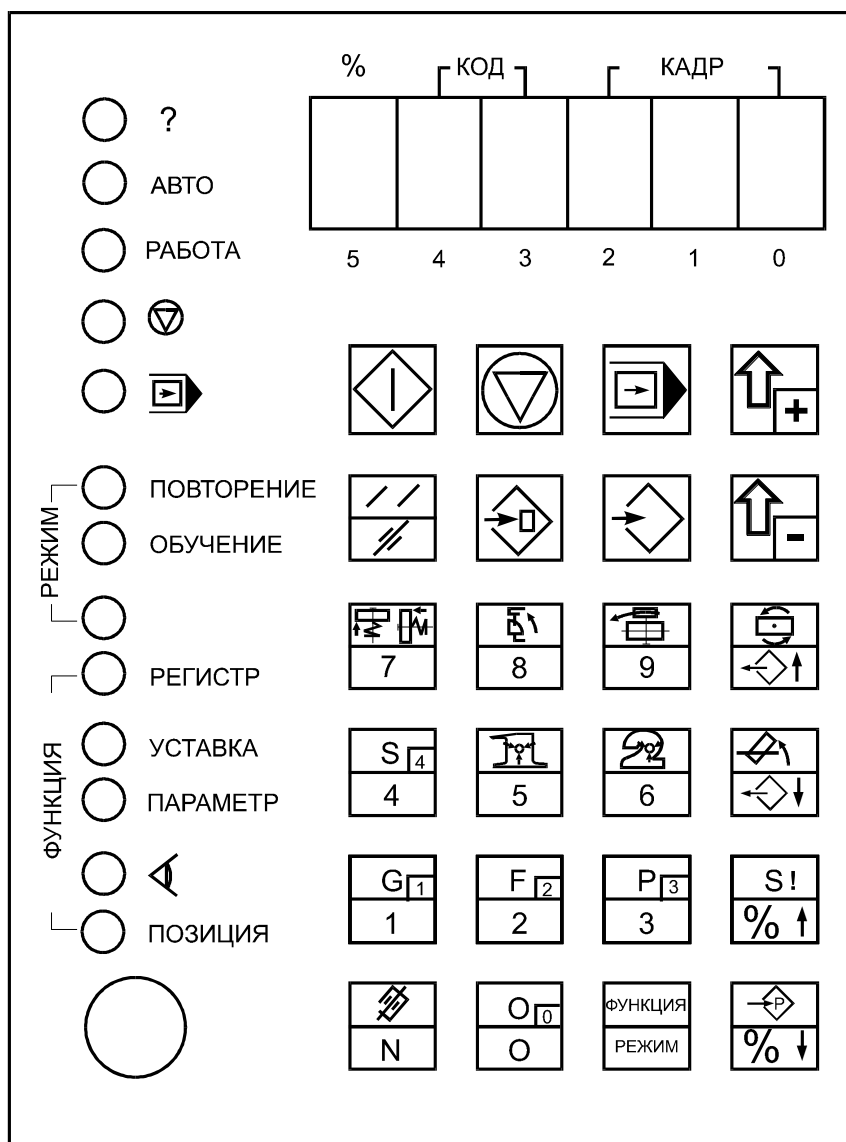 % КОД КАДР
?
АВТО
РАБОТА
5 4 3 2 1 0
+
ПОВТОРЕНИЕ
ОБУЧЕНИЕ
РЕЖИМ
-
7 8 9
РЕГИСТР
УСТАВКА
ПАРАМЕТР
ФУНКЦИЯ
S 4
4 5 2 6
ПОЗИЦИЯ
G 1 F 2 P 3 S!
1 2 3 %
O 0 ФУНКЦИЯ P
N O РЕЖИМ %